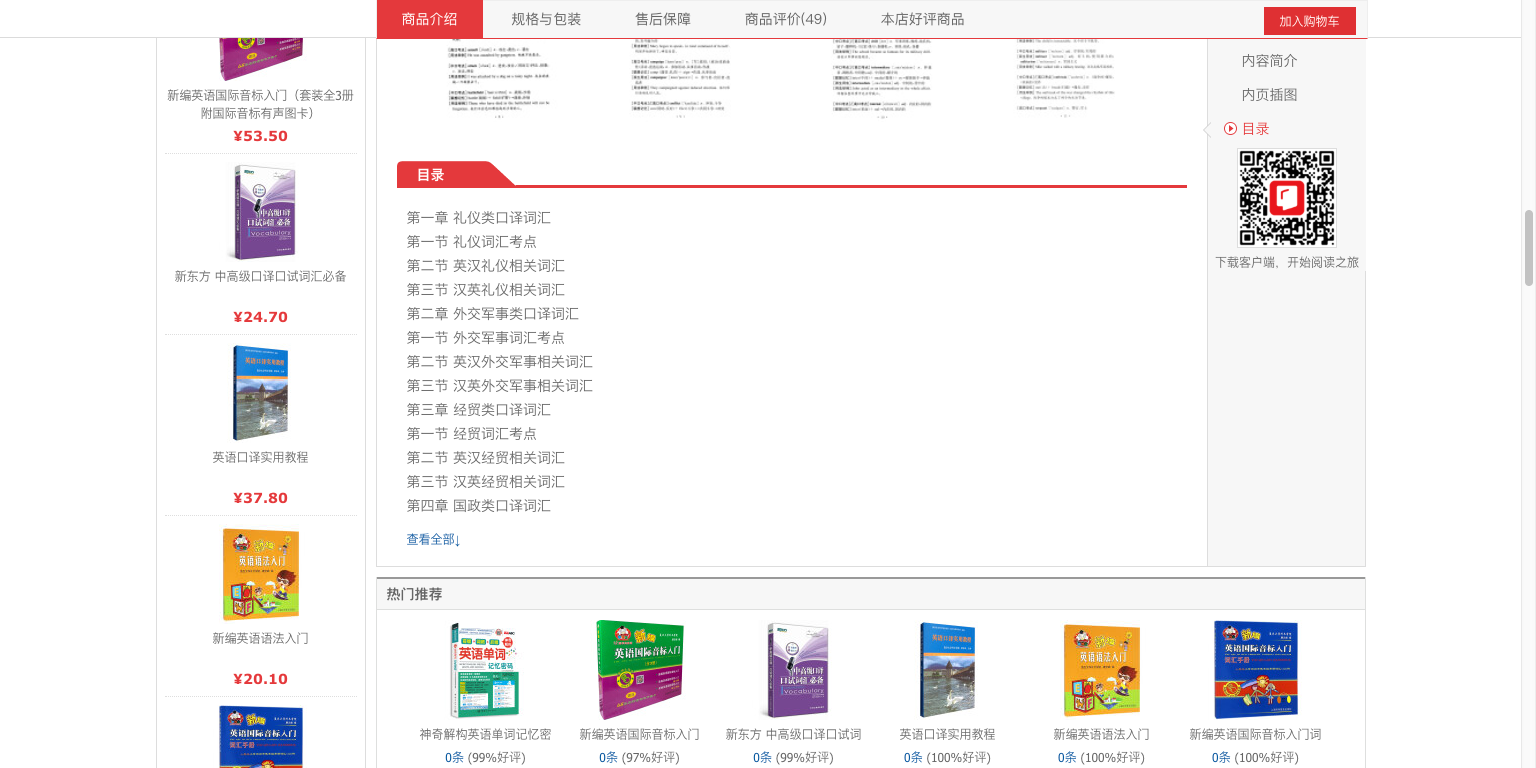 商品介绍
规格与包装
售后保障
商品评价(49)
本店好评商品
加入购物车
新编英语国际音标入门（套装全3册
附国际音标有声图卡）
¥53.50
新东方 中高级口译口试词汇必备
¥24.70
英语口译实用教程
¥37.80
新编英语语法入门
¥20.10
目录
第一章 礼仪类口译词汇
第一节 礼仪词汇考点
第二节 英汉礼仪相关词汇
第三节 汉英礼仪相关词汇
第二章 外交军事类口译词汇
第一节 外交军事词汇考点
第二节 英汉外交军事相关词汇
第三节 汉英外交军事相关词汇
第三章 经贸类口译词汇
第一节 经贸词汇考点
第二节 英汉经贸相关词汇
第三节 汉英经贸相关词汇
第四章 国政类口译词汇
查看全部↓
内容简介
内页插图
目录
下载客户端，开始阅读之旅
热门推荐
神奇解构英语单词记忆密
0条 (99%好评)
新编英语国际音标入门
0条 (97%好评)
新东方 中高级口译口试词
0条 (99%好评)
英语口译实用教程
0条 (100%好评)
新编英语语法入门
0条 (100%好评)
新编英语国际音标入门词
0条 (100%好评)